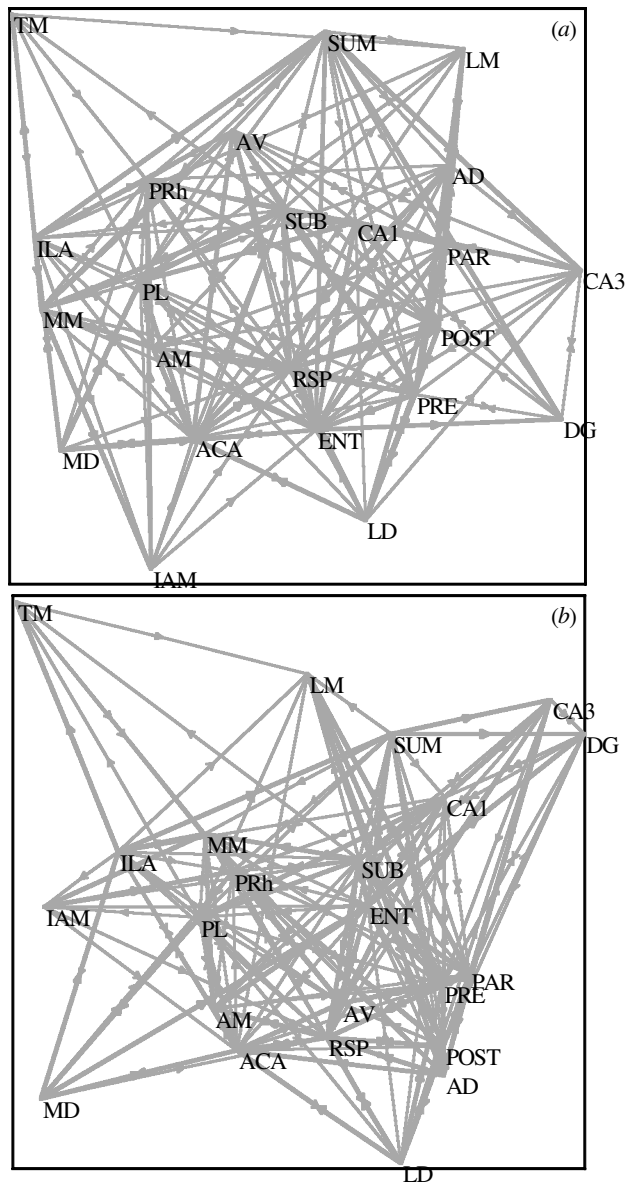 TM
(a)
SUM
LM
AV
AD
PRh
SUB
CA1
ILA
PAR
CA3
PL
MM
POST
AM
RSP
PRE
DG
ENT
ACA
MD
LD
IAM
(b)
TM
LM
CA3
SUM
DG
CA1
MM
ILA
SUB
PRh
IAM
ENT
PL
PAR
PRE
AV
AM
RSP
POST
ACA
AD
MD
LD